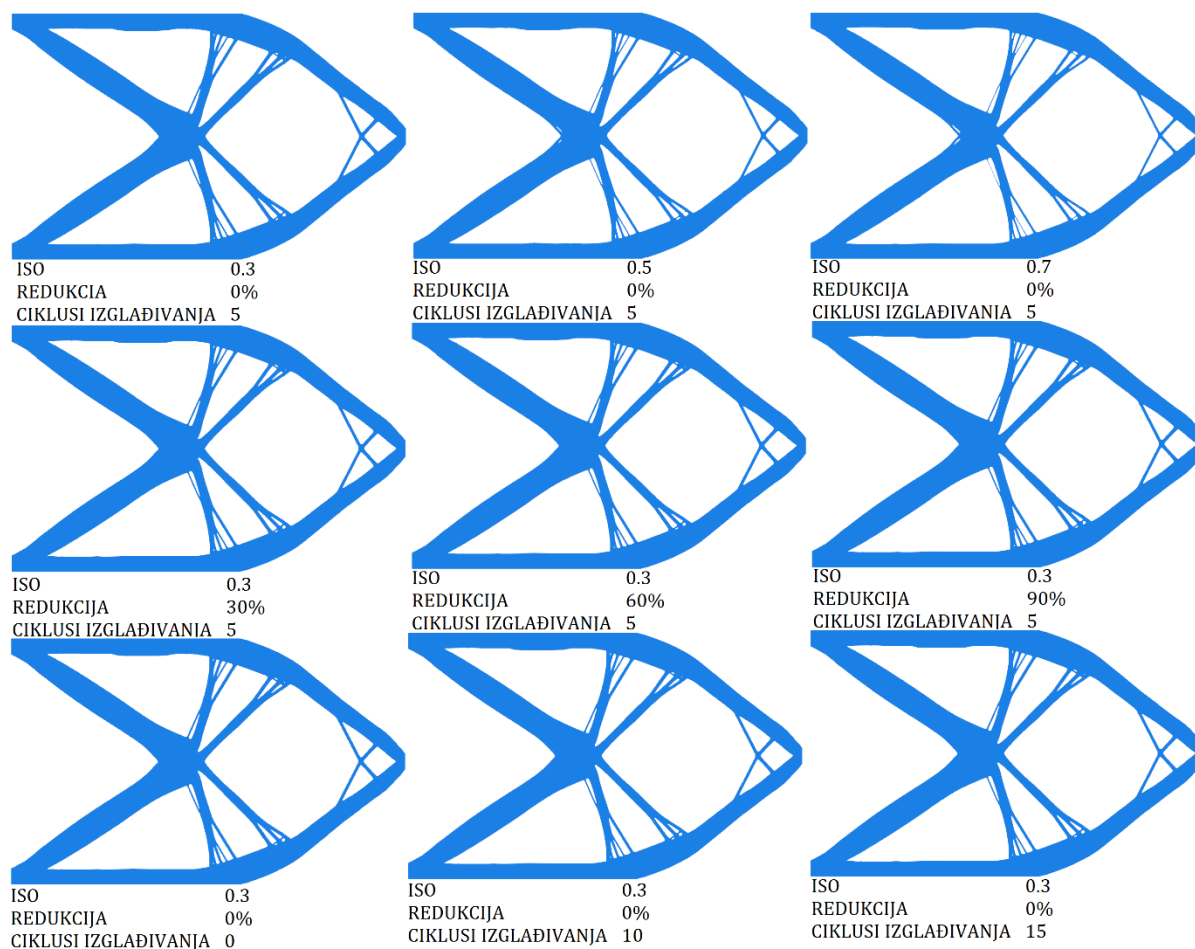 ISO 0.3
REDUKCIA 0%
CIKLUSI IZGLAĐIVANJA 5
ISO 0.5
REDUKCIJA 0%
CIKLUSI IZGLAĐIVANJA 5
ISO 0.7
REDUKCIJA 0%
CIKLUSI IZGLAĐIVANJA 5
ISO 0.3
REDUKCIJA 30%
CIKLUSI IZGLAĐIVANJA 5
ISO 0.3
REDUKCIJA 60%
CIKLUSI IZGLAĐIVANJA 5
ISO 0.3
REDUKCIJA 90%
CIKLUSI IZGLAĐIVANJA 5
ISO 0.3
REDUKCIJA 0%
CIKLUSI IZGLAĐIVANJA 0
ISO 0.3
REDUKCIJA 0%
CIKLUSI IZGLAĐIVANJA 10
ISO 0.3
REDUKCIJA 0%
CIKLUSI IZGLAĐIVANJA 15